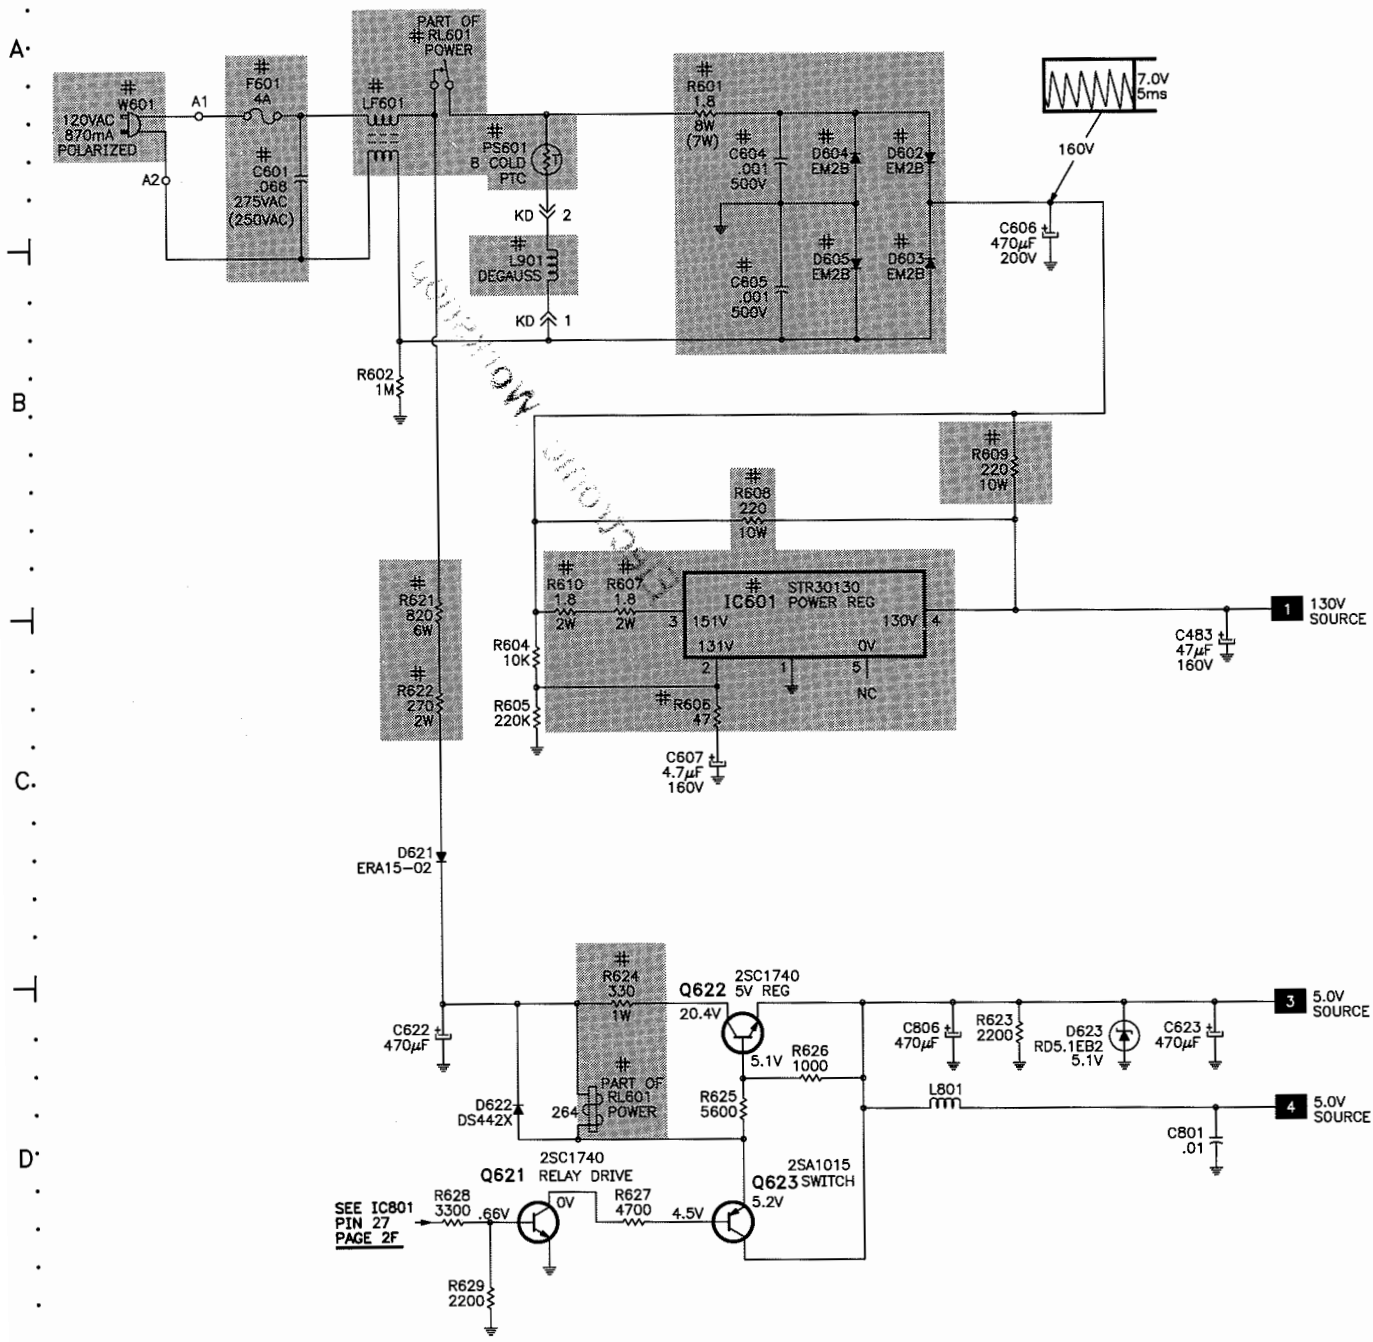 A
PART OF
# RL601
POWER
#
W601
120VAC
870mA
POLARIZED
A1
A2
#
F601
4A
#
C601
.068
275VAC
(250VAC)
#
LF601
#
PS601
8 COLD
PTC
T
KD 2
#
L901
DEGAUSS
KD 1
#
R601
1.8
8W
(7W)
#
C604
.001
500V
#
D604
EM2B
#
D602
EM2B
#
C605
.001
500V
#
D605
EM2B
#
D603
EM2B
7.0V
5ms
160V
C606
470µF
200V
+
R602
1M
B
#
R609
220
10W
#
R608
220
10W
#
R610
1.8
2W
#
R607
1.8
2W
#
IC601
STR30130
POWER REG
3
151V
130V
4
131V
0V
2
1
5
NC
R604
10K
R605
220K
# R606
47
C607
4.7µF
160V
+
1
130V
SOURCE
C483
47µF
160V
+
#
R621
820
6W
#
R622
270
2W
C
D621
ERA15-02
#
R624
330
1W
Q622
20.4V
2SC1740
5V REG
5.1V
C622
470µF
+
D622
DS442X
264
#
PART OF
RL601
POWER
R626
1000
R625
5600
C806
470µF
+
R623
2200
D623
RD5.1EB2
5.1V
C623
470µF
+
3
5.0V
SOURCE
L801
4
5.0V
SOURCE
C801
.01
D
Q621
2SC1740
RELAY DRIVE
0V
2SA1015
Q623 SWITCH
5.2V
SEE IC801
PIN 27
PAGE 2F
R628
3300
.66V
R627
4700
4.5V
R629
2200